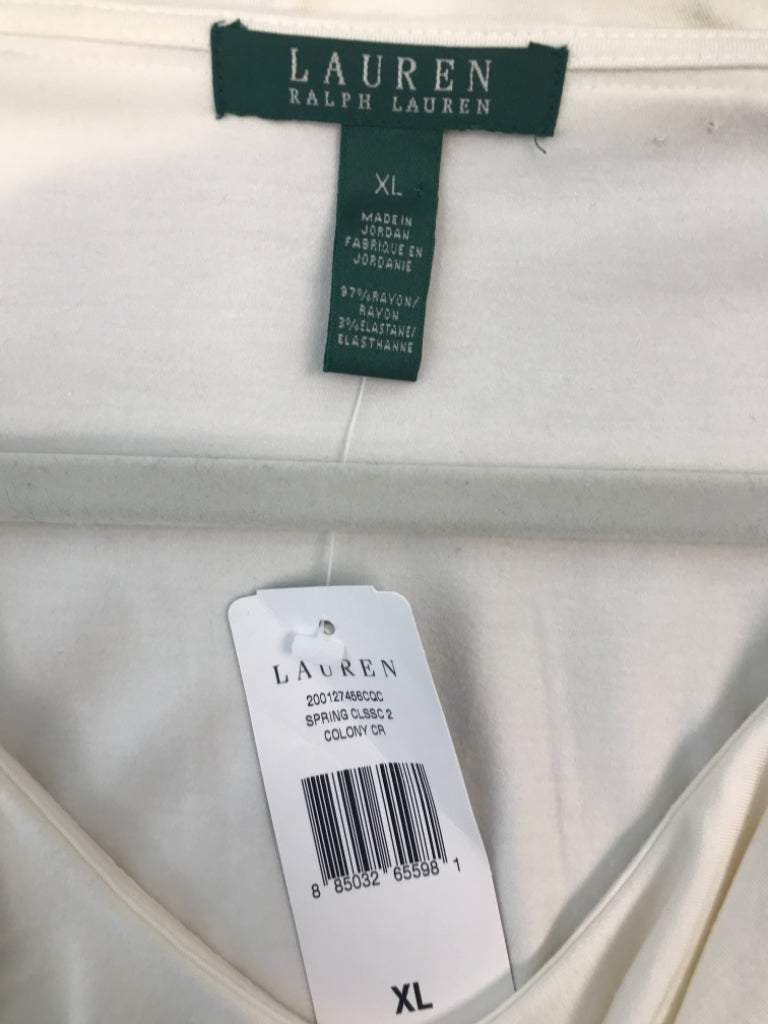 LAUREN
RALPH LAUREN
XL
MADE IN
JORDAN
FABRIQUE EN
JORDANIE
97%RAYON/
RAYON
3%ELASTANE/
ELASTHANNE
LAUREN
200127456CQC
SPRING CLSSC 2
COLONY CR
8 85032 65598 1
XL